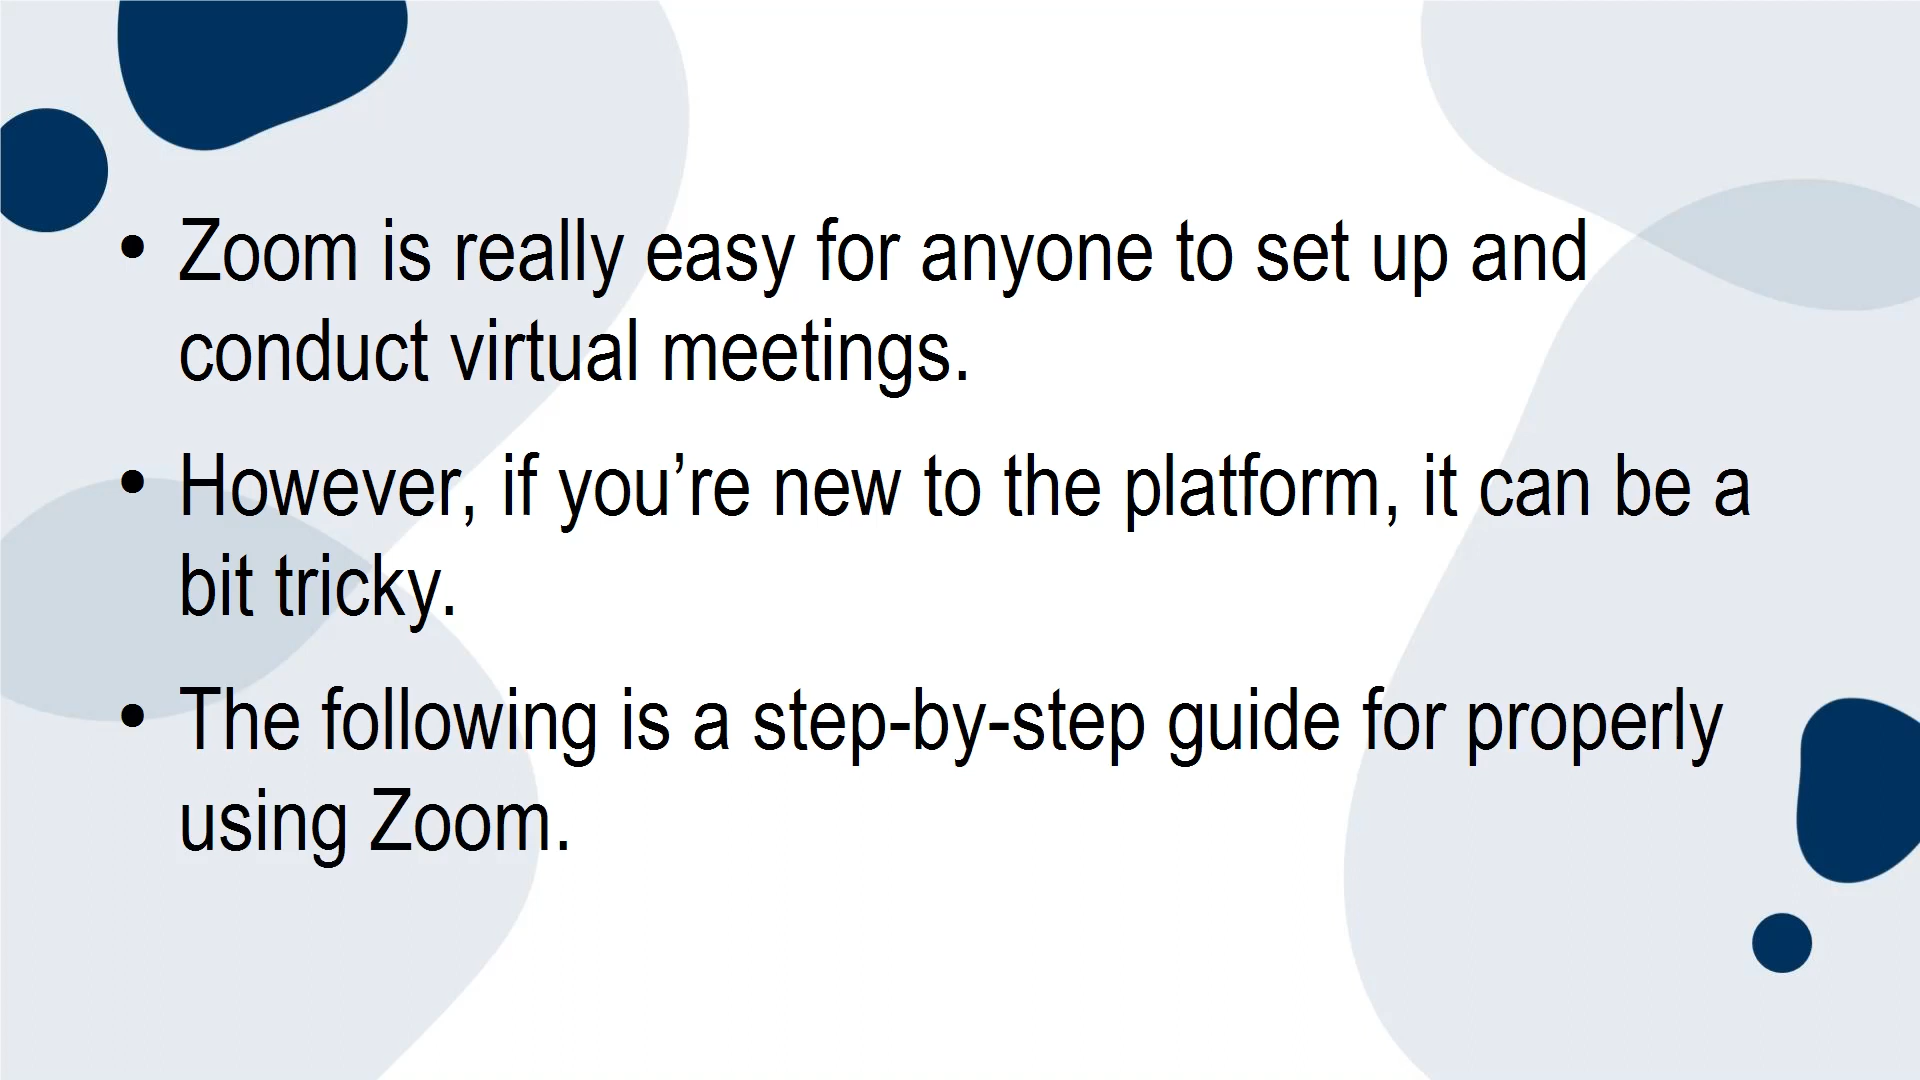 • Zoom is really easy for anyone to set up and
conduct virtual meetings.
• However, if you’re new to the platform, it can be a
bit tricky.
• The following is a step-by-step guide for properly
using Zoom.